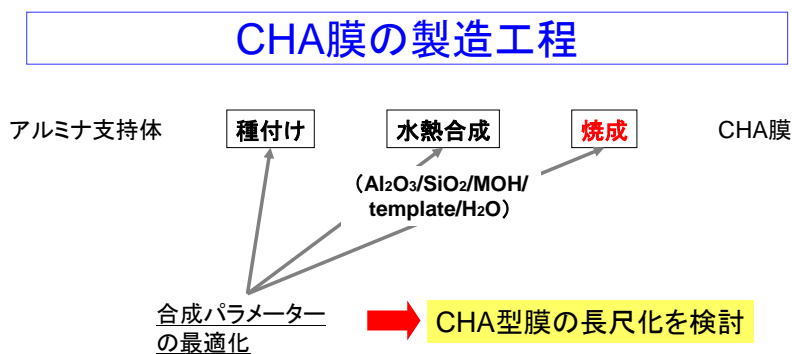 CHA膜の製造工程
アルミナ支持体 種付け 水熱合成 焼成 CHA膜
（Al₂O₃/SiO₂/MOH/
template/H₂O）
合成パラメーター
の最適化
CHA型膜の長尺化を検討